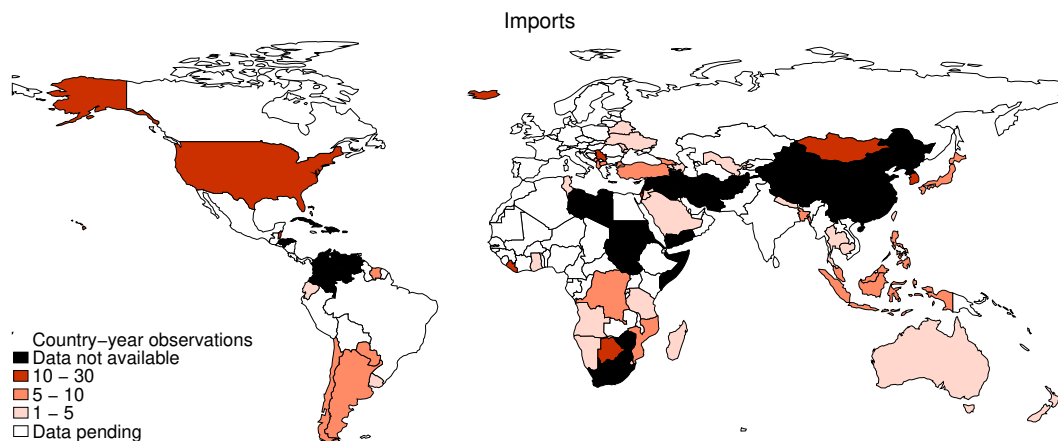 Imports
Country−year observations
Data not available
10 − 30
5 − 10
1 − 5
Data pending